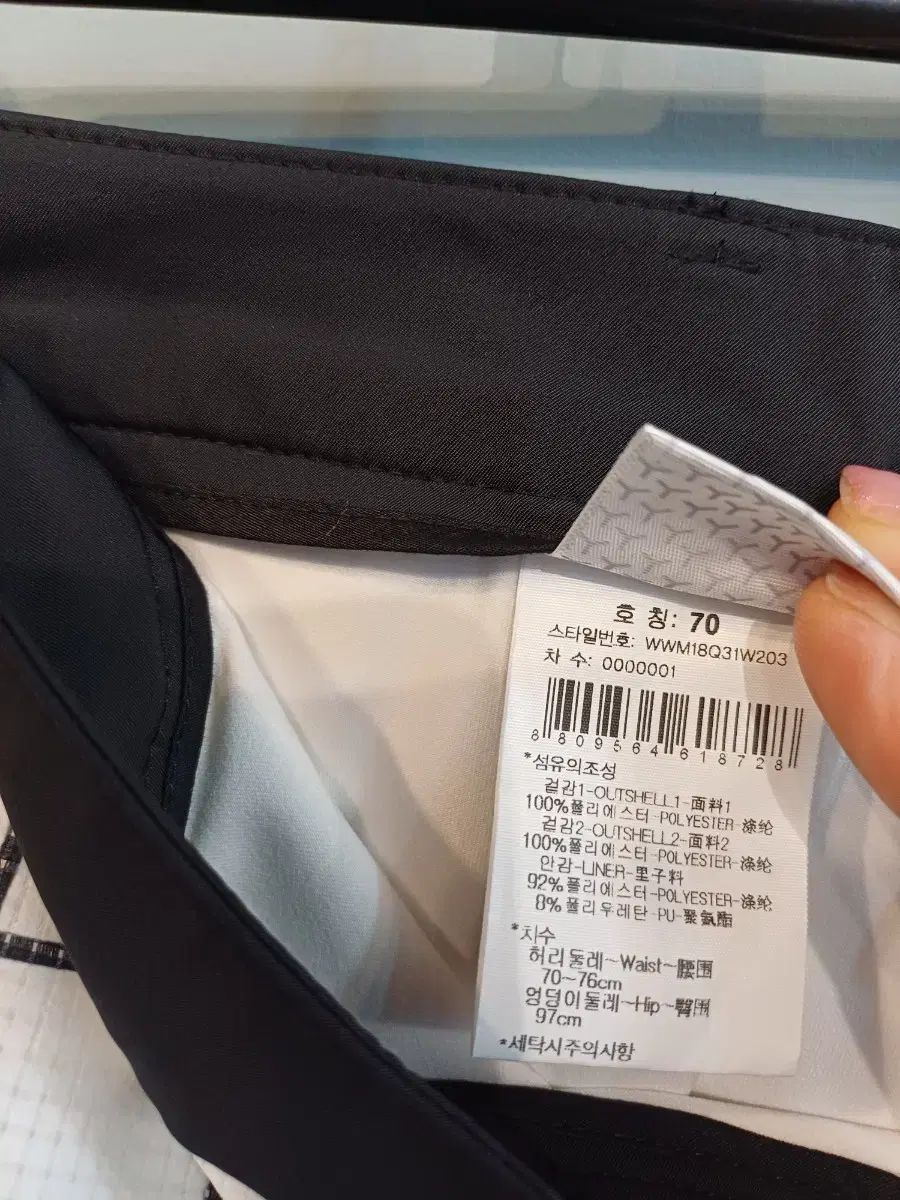 호 칭: 70
스타일번호: WWM18Q31W203
차 수: 0000001
8809564618728
*섬유의조성
겉감1-OUTSHELL1-面料1
100%폴리에스터-POLYESTER-涤纶
겉감2-OUTSHELL2-面料2
100%폴리에스터-POLYESTER-涤纶
안감-LINER-里子料
92%폴리에스터-POLYESTER-涤纶
8%폴리우레탄-PU-聚氨酯
*치수
허리둘레~Waist~腰围
70~76cm
엉덩이둘레~Hip~臀围
97cm
*세탁시주의사항